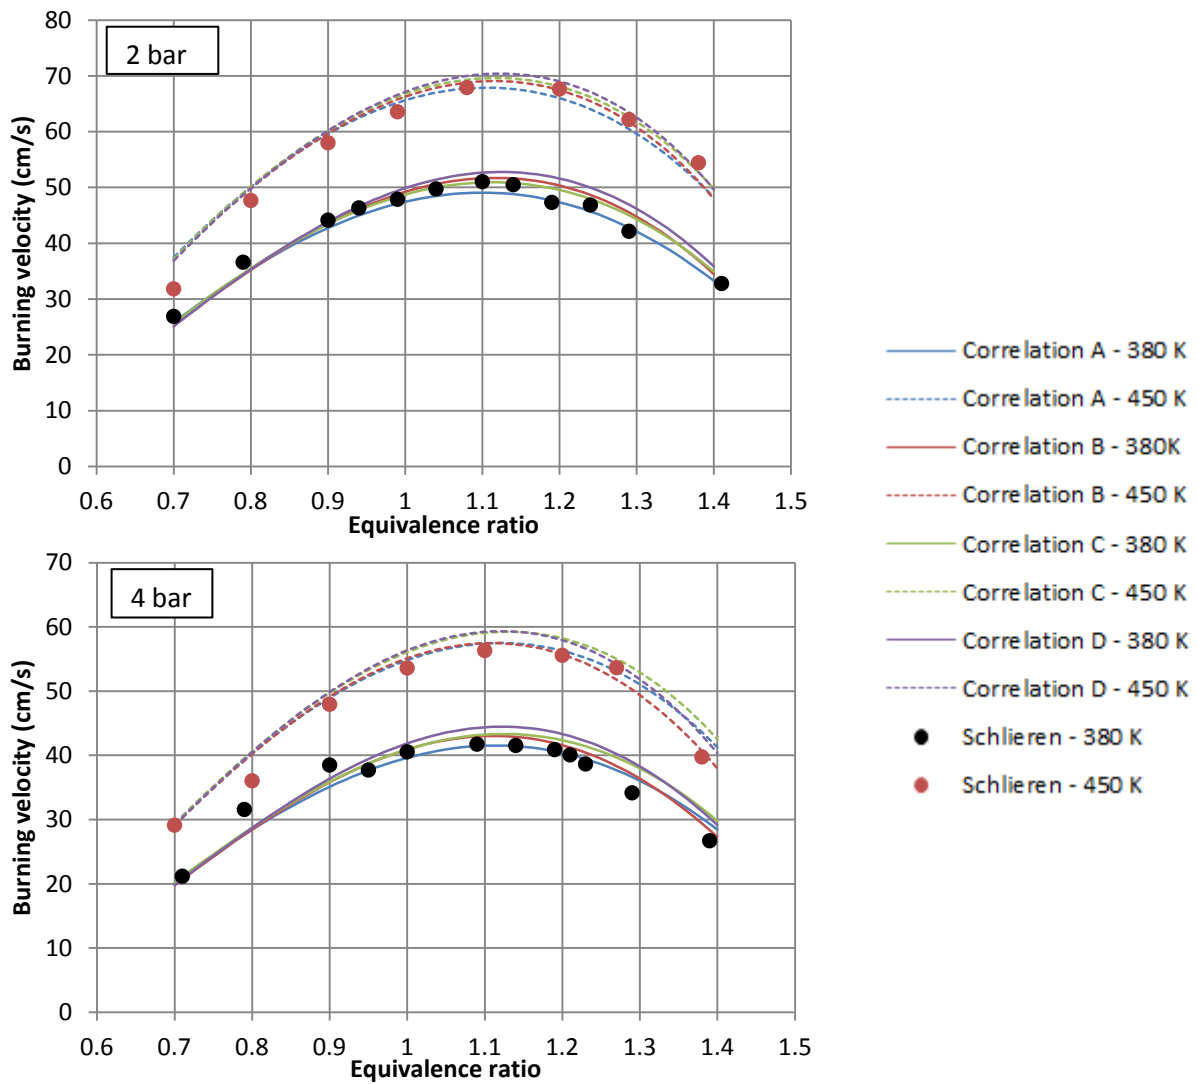 80
2 bar
70
60
50
40
30
20
10
0
Burning velocity (cm/s)
0.6 0.7 0.8 0.9 1 1.1 1.2 1.3 1.4 1.5
Equivalence ratio
70
4 bar
60
50
40
30
20
10
0
Burning velocity (cm/s)
0.6 0.7 0.8 0.9 1 1.1 1.2 1.3 1.4 1.5
Equivalence ratio
Correlation A - 380 K
Correlation A - 450 K
Correlation B - 380K
Correlation B - 450 K
Correlation C - 380 K
Correlation C - 450 K
Correlation D - 380 K
Correlation D - 450 K
Schlieren - 380 K
Schlieren - 450 K